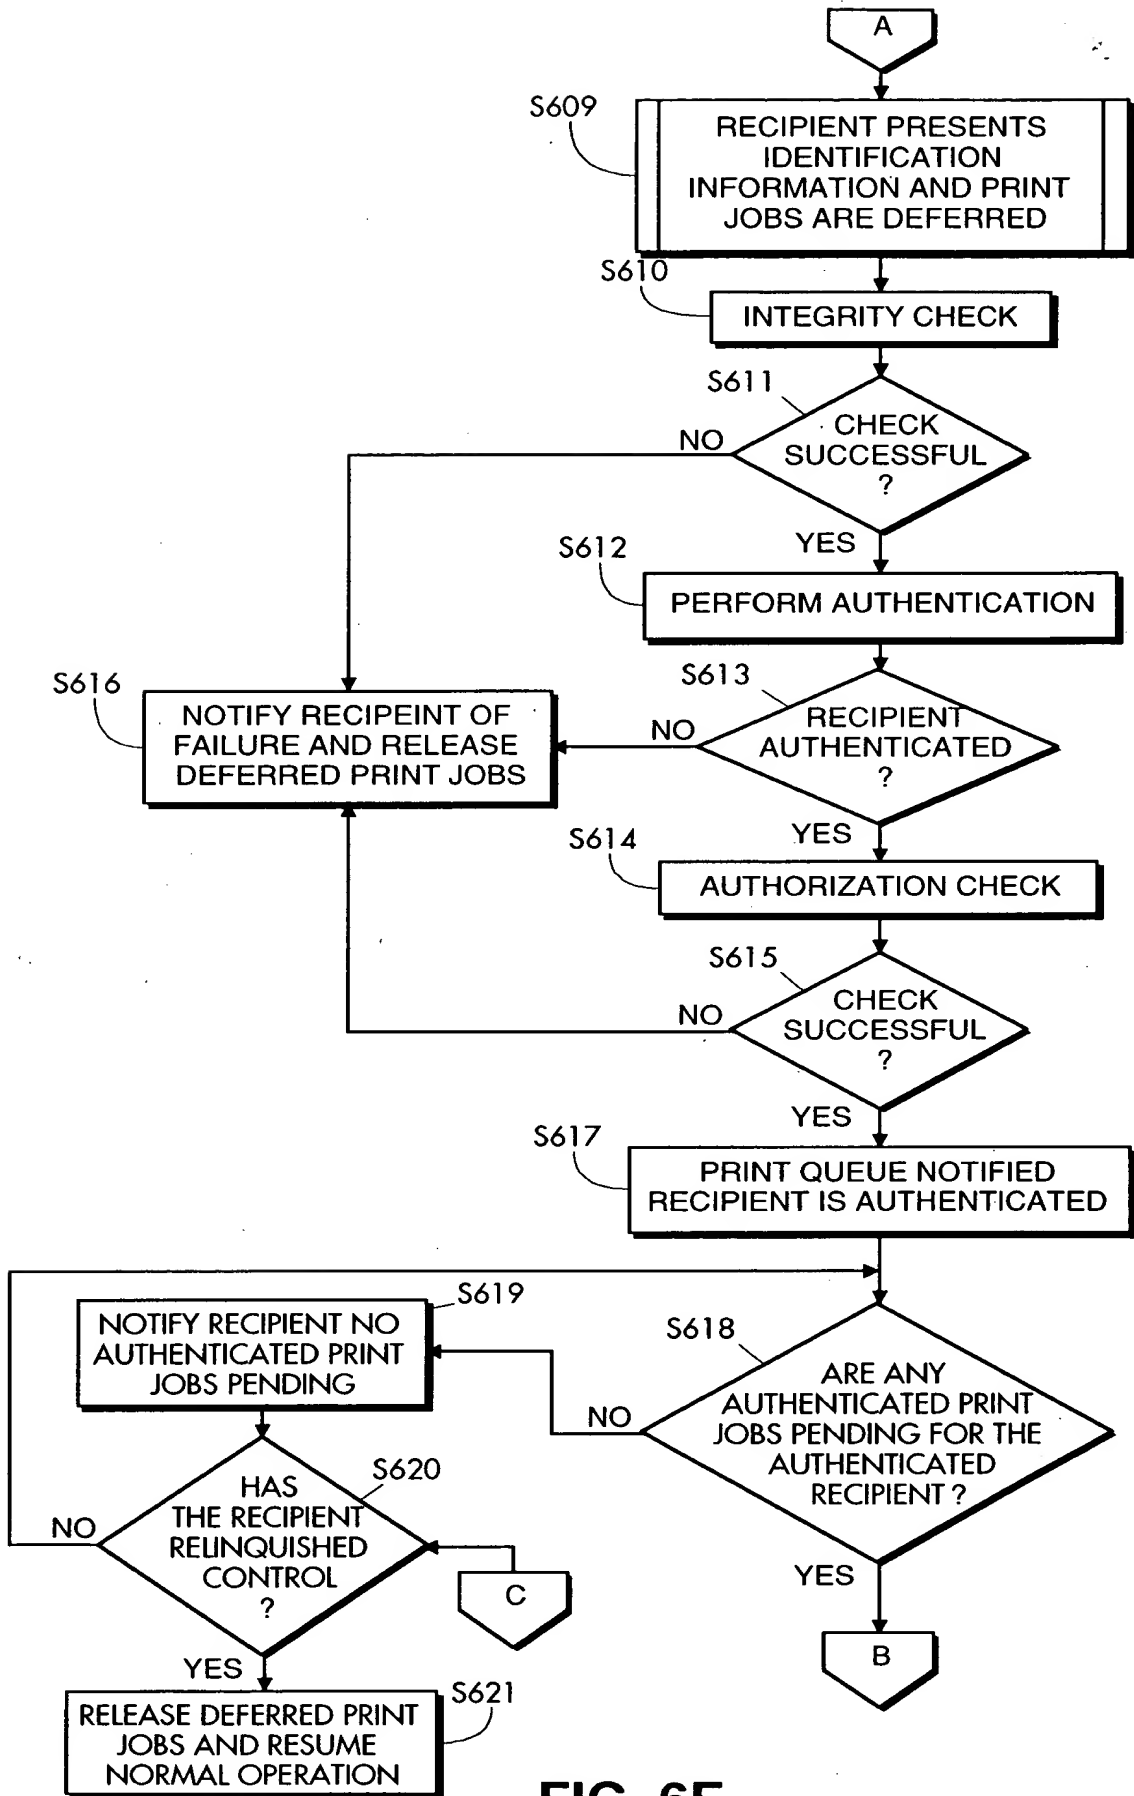 A
S609
RECIPIENT PRESENTS
IDENTIFICATION
INFORMATION AND PRINT
JOBS ARE DEFERRED
S610
INTEGRITY CHECK
S611
CHECK
SUCCESSFUL
?
NO
YES
S612
PERFORM AUTHENTICATION
S613
RECIPIENT
AUTHENTICATED
?
NO
S616
NOTIFY RECIPEINT OF
FAILURE AND RELEASE
DEFERRED PRINT JOBS
YES
S614
AUTHORIZATION CHECK
S615
CHECK
SUCCESSFUL
?
NO
YES
S617
PRINT QUEUE NOTIFIED
RECIPIENT IS AUTHENTICATED
S618
ARE ANY
AUTHENTICATED PRINT
JOBS PENDING FOR THE
AUTHENTICATED
RECIPIENT ?
NO
YES
B
S619
NOTIFY RECIPIENT NO
AUTHENTICATED PRINT
JOBS PENDING
S620
HAS
THE RECIPIENT
RELINQUISHED
CONTROL
?
NO
C
YES
S621
RELEASE DEFERRED PRINT
JOBS AND RESUME
NORMAL OPERATION
FIG.